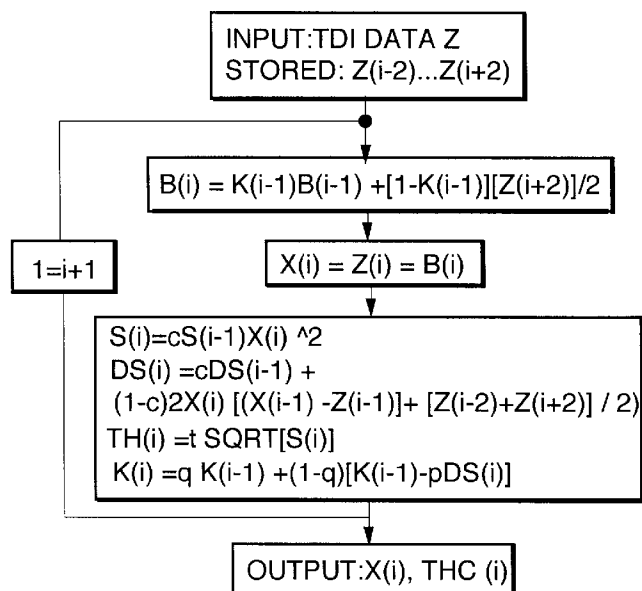 INPUT:TDI DATA Z
STORED: Z(i-2)...Z(i+2)
B(i) = K(i-1)B(i-1) +[1-K(i-1)][Z(i+2)]/2
1=i+1
X(i) = Z(i) = B(i)
S(i)=cS(i-1)X(i) ^2
DS(i) =cDS(i-1) +
(1-c)2X(i) [(X(i-1) -Z(i-1)]+ [Z(i-2)+Z(i+2)] / 2)
TH(i) =t SQRT[S(i)]
K(i) =q K(i-1) +(1-q)[K(i-1)-pDS(i)]
OUTPUT:X(i), THC (i)